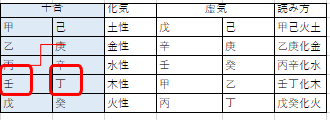 干合 化気 虚気 読み方
甲 己 土性 戊 己 甲己化火土
乙 庚 金性 辛 庚 乙庚化金
丙 辛 水性 壬 癸 丙辛化水
壬 丁 木性 甲 乙 壬丁化木
戊 癸 火性 丙 丁 戊癸化火